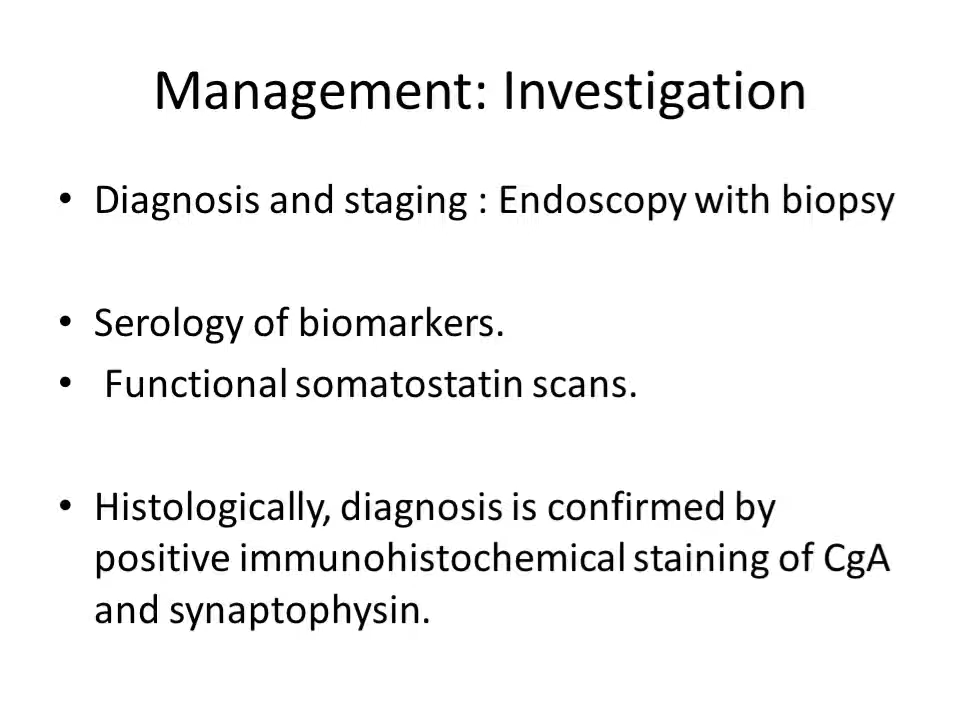 Management: Investigation
• Diagnosis and staging : Endoscopy with biopsy
• Serology of biomarkers.
• Functional somatostatin scans.
• Histologically, diagnosis is confirmed by
positive immunohistochemical staining of CgA
and synaptophysin.